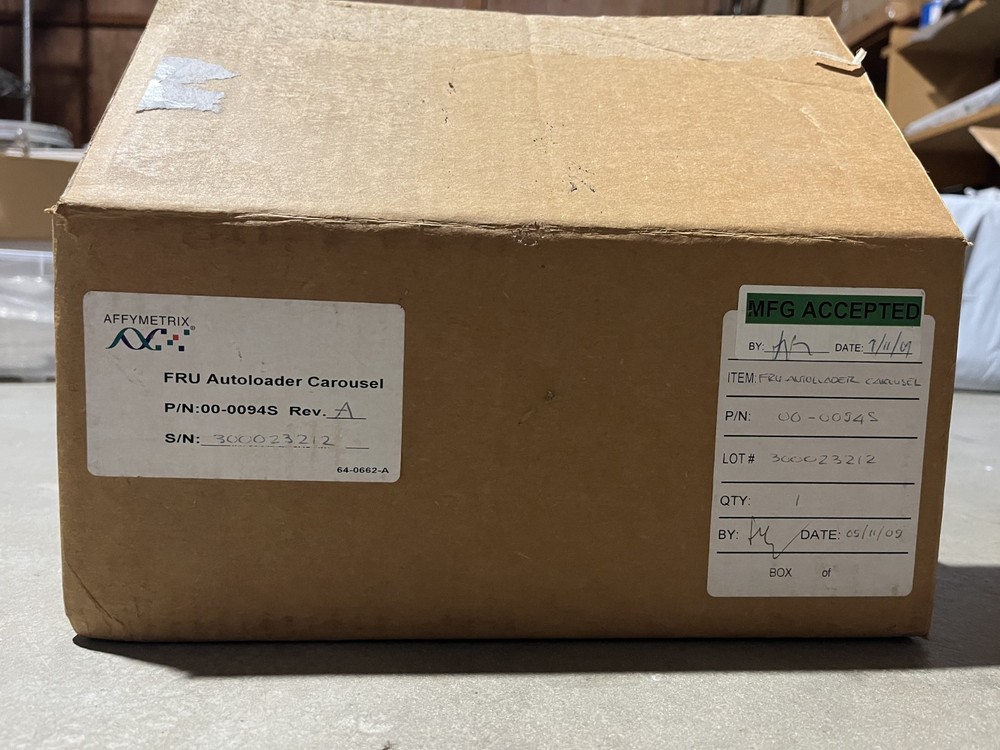 AFFYMETRIX®
FRU Autoloader Carousel
P/N:00-0094S Rev. A
S/N: 300023212
64-0662-A
MFG ACCEPTED
BY: DATE:
ITEM: FRU AUTOLOADER CAROUSEL
P/N: 00-0094S
LOT # 300023212
QTY: 1
BY: DATE: 05/11/09
BOX of